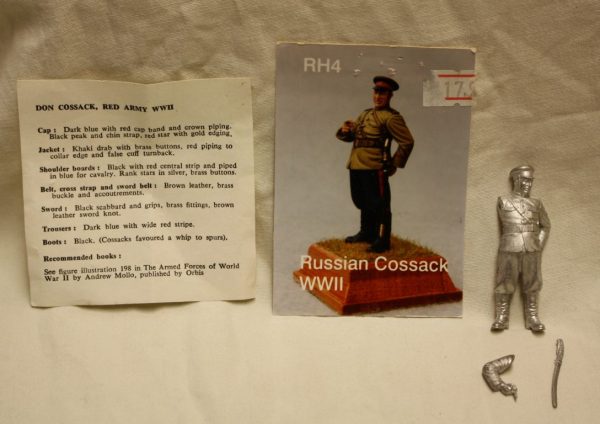 DON COSSACK, RED ARMY WWII
Cap : Dark blue with red cap band and crown piping.
Black peak and chin strap, red star with gold edging.
Jacket : Khaki drab with brass buttons, red piping to
collar edge and false cuff turnback.
Shoulder boards : Black with red central strip and piped
in blue for cavalry. Rank stars in silver, brass buttons.
Belt, cross strap and sword belt : Brown leather, brass
buckle and accoutrements.
Sword : Black scabbard and grips, brass fittings, brown
leather sword knot.
Trousers : Dark blue with wide red stripe.
Boots : Black, (Cossacks favoured a whip to spurs).
Recommended books :
See figure illustration 198 in The Armed Forces of World
War II by Andrew Mollo, published by Orbis
RH4
17.
Russian Cossack
WWII